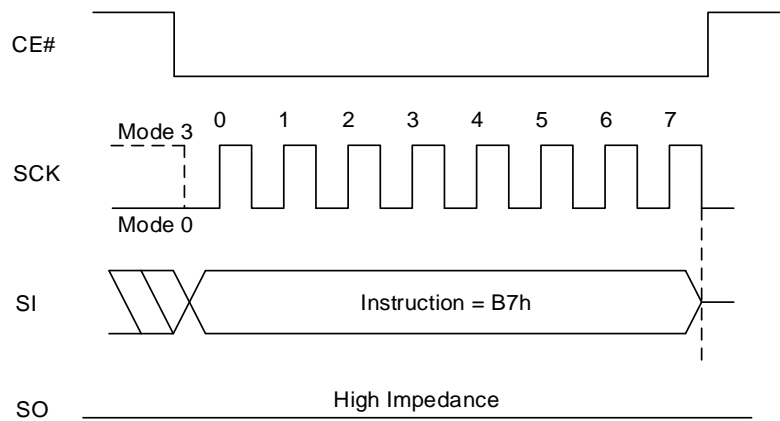 CE#
Mode 3
0 1 2 3 4 5 6 7
SCK
Mode 0
SI
Instruction = B7h
SO
High Impedance